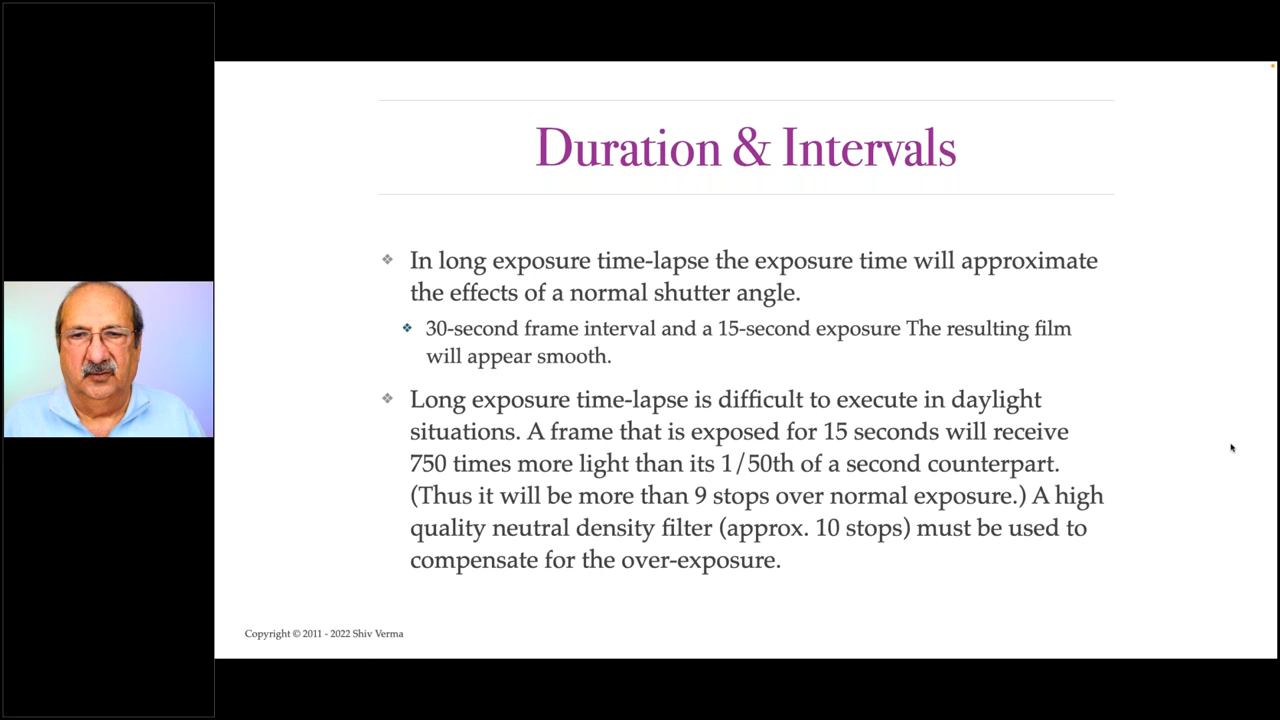 Duration & Intervals
❖ In long exposure time-lapse the exposure time will approximate
the effects of a normal shutter angle.
❖ 30-second frame interval and a 15-second exposure The resulting film
will appear smooth.
❖ Long exposure time-lapse is difficult to execute in daylight
situations. A frame that is exposed for 15 seconds will receive
750 times more light than its 1/50th of a second counterpart.
(Thus it will be more than 9 stops over normal exposure.) A high
quality neutral density filter (approx. 10 stops) must be used to
compensate for the over-exposure.
Copyright © 2011 - 2022 Shiv Verma